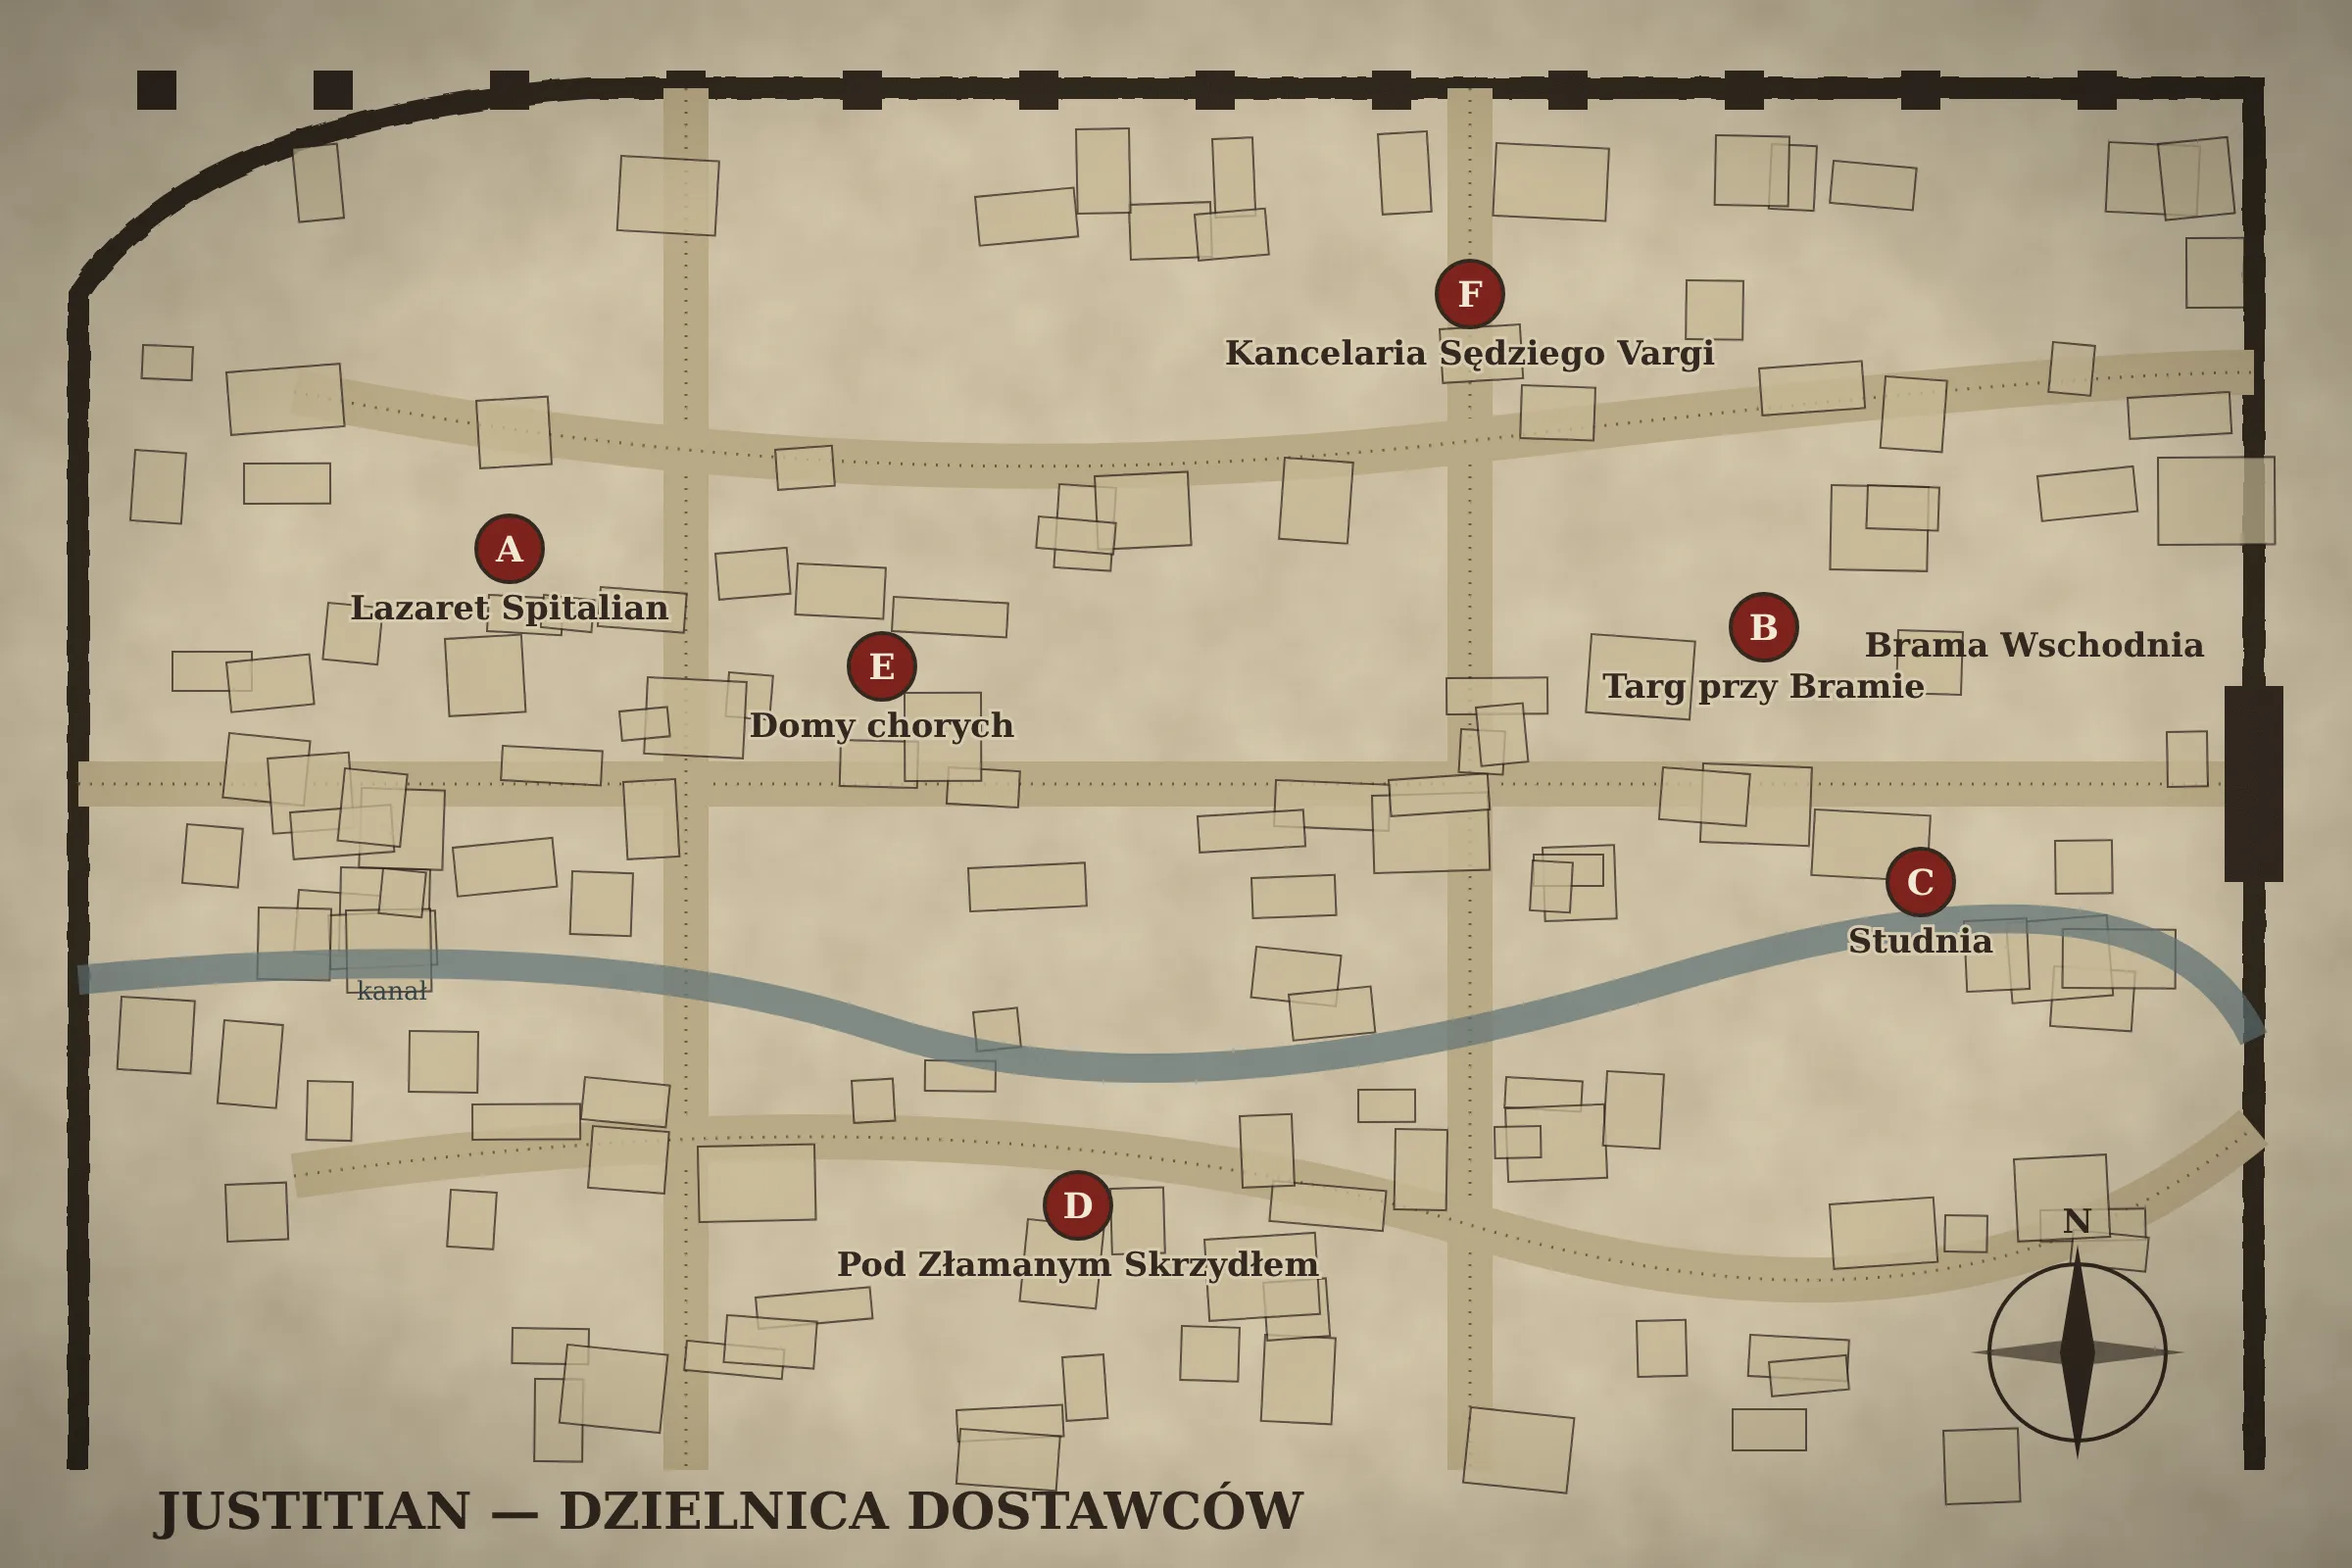 F
Kancelaria Sędziego Vargi
A
Lazaret Spitalian
B
Brama Wschodnia
Targ przy Bramie
E
Domy chorych
C
Studnia
kanał
D
Pod Złamanym Skrzydłem
N
JUSTITIAN — DZIELNICA DOSTAWCÓW